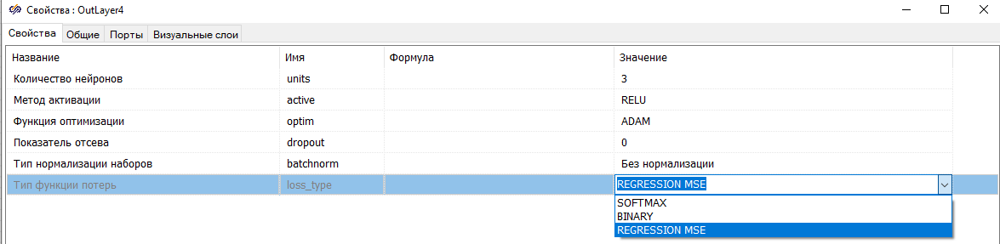 Свойства : OutLayer4
Свойства Общие Порты Визуальные слои
Название Имя Формула Значение
Количество нейронов units 3
Метод активации active RELU
Функция оптимизации optim ADAM
Показатель отсева dropout 0
Тип нормализации наборов batchnorm Без нормализации
Тип функции потерь loss_type REGRESSION MSE
SOFTMAX
BINARY
REGRESSION MSE